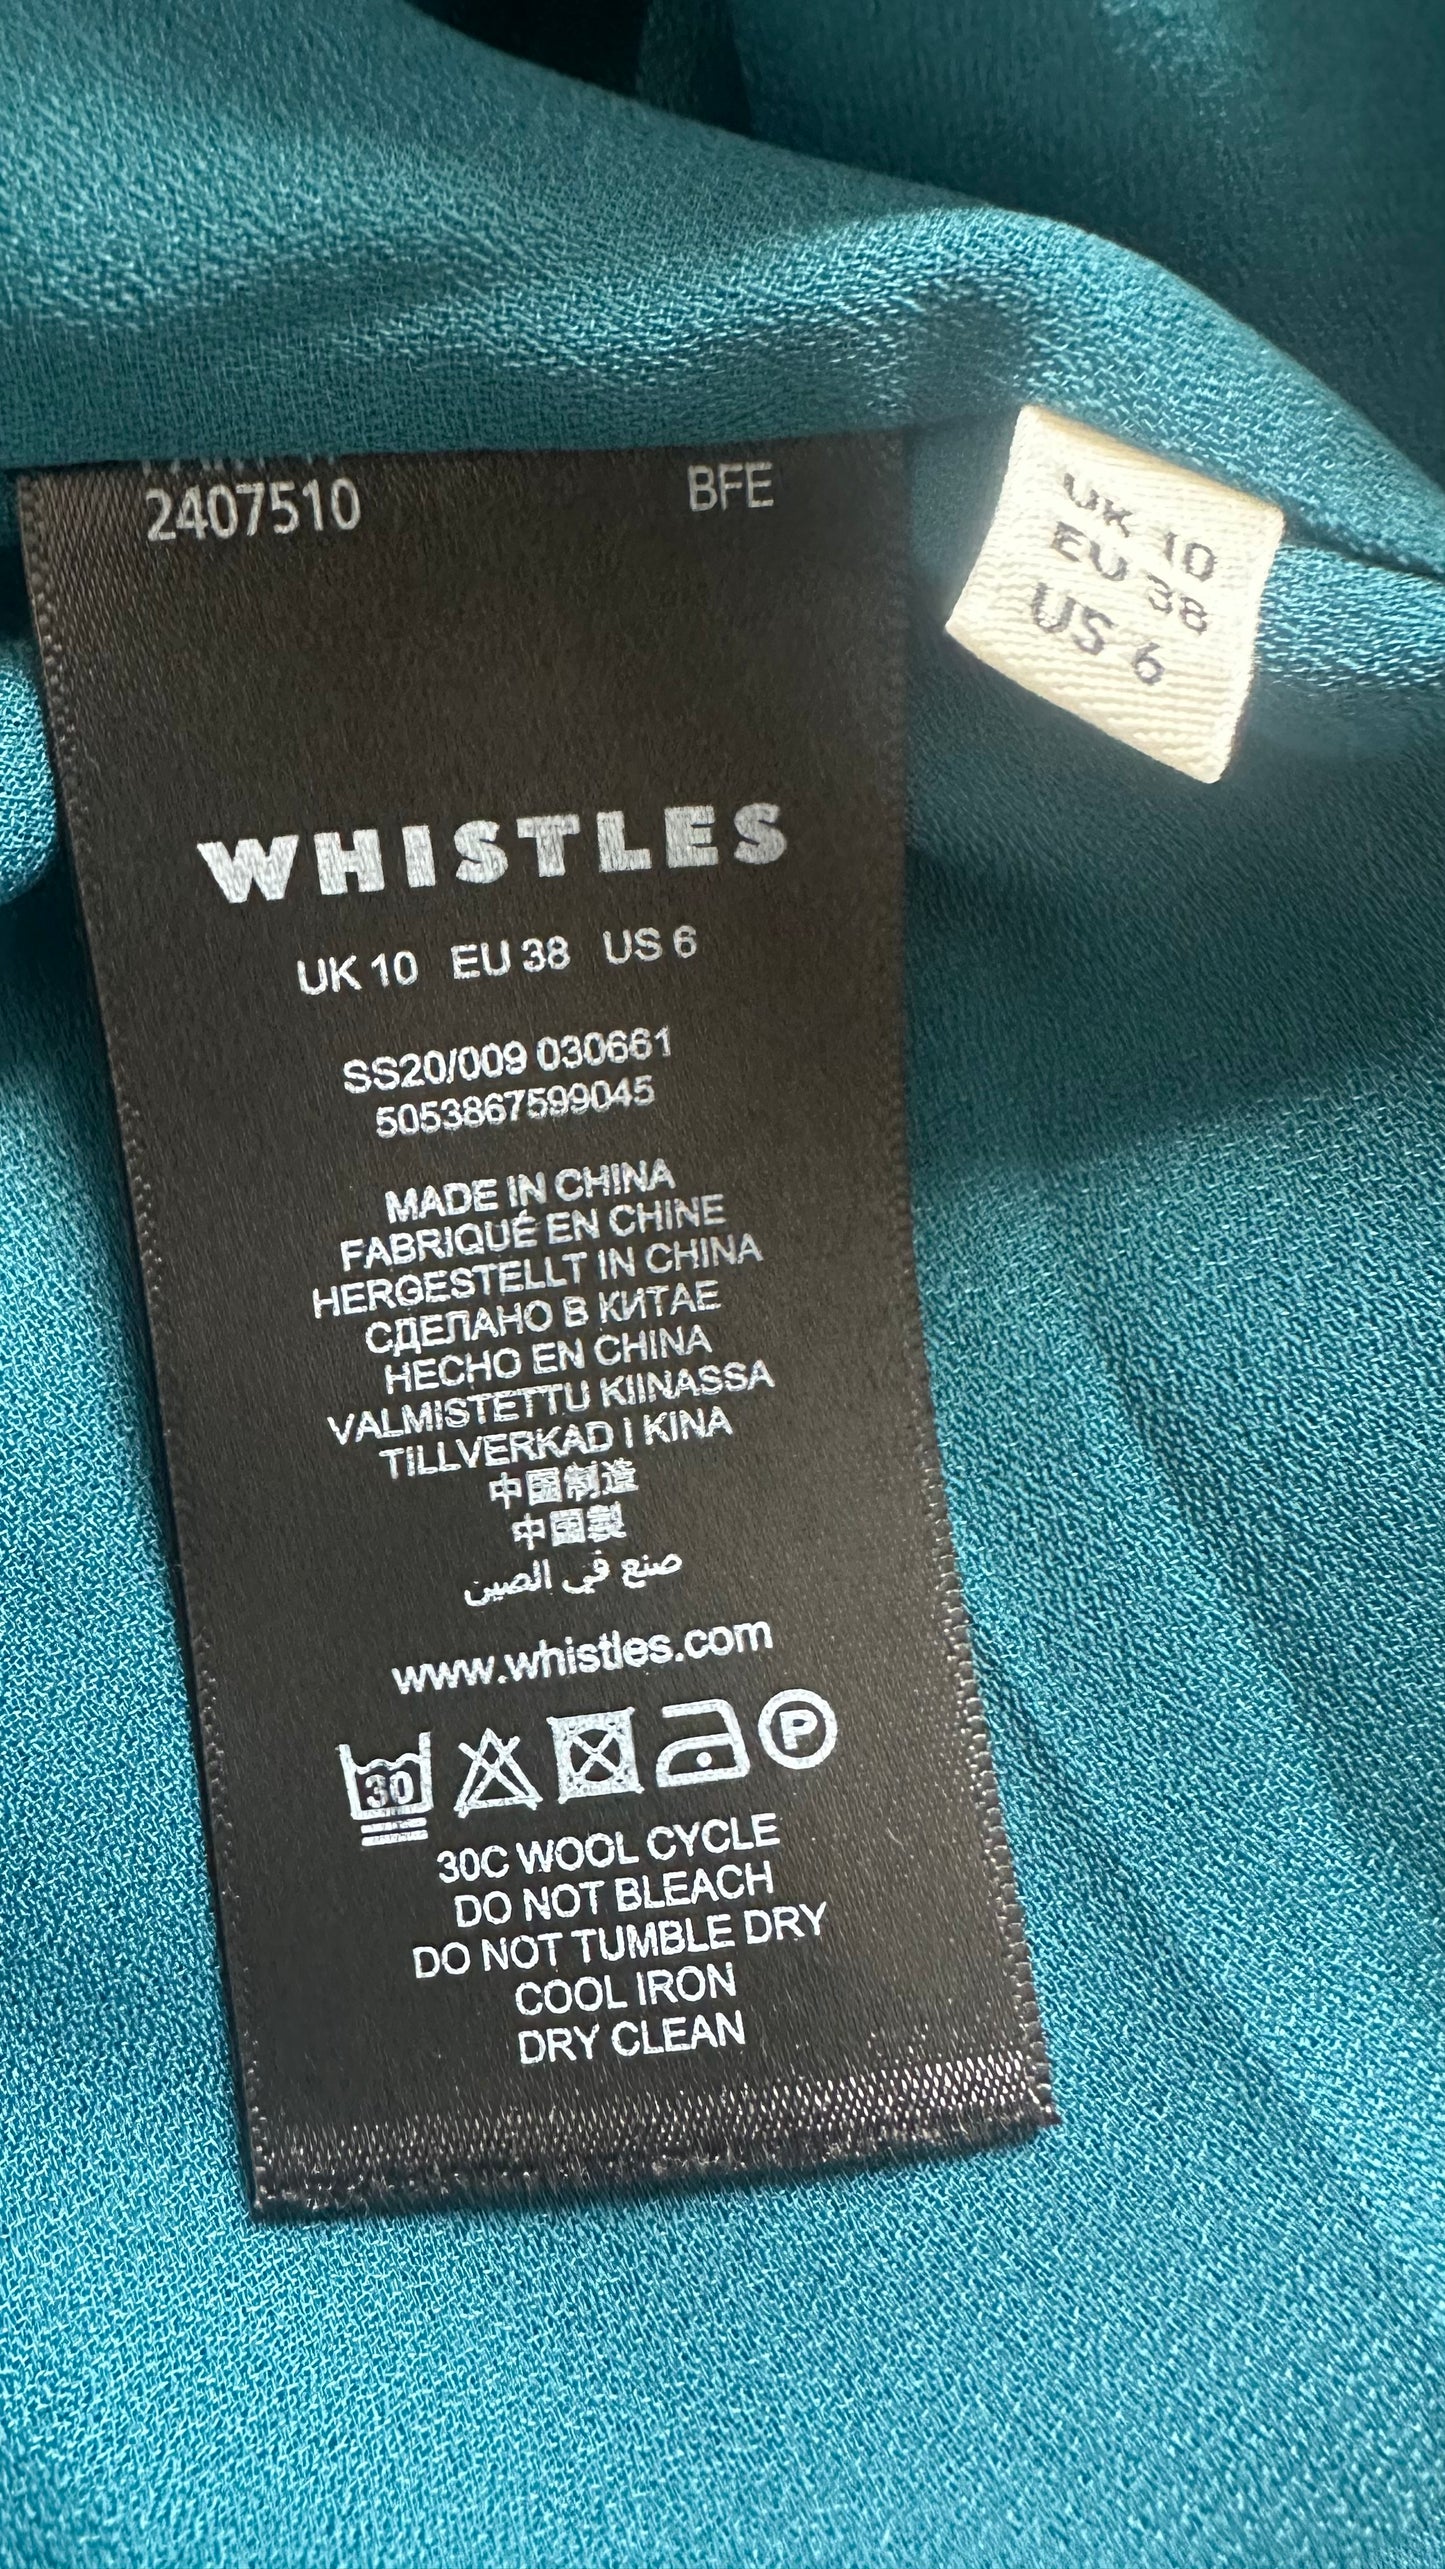 2407510 BFE
UK 10
EU 38
US 6
WHISTLES
UK 10 EU 38 US 6
SS20/009 030661
5053867599045
MADE IN CHINA
FABRIQUÉ EN CHINE
HERGESTELLT IN CHINA
СДЕЛАНО В КИТАЕ
HECHO EN CHINA
VALMISTETTU KIINASSA
TILLVERKAD I KINA
中国制造
中國製
صنع في الصين
www.whistles.com
30 P
30C WOOL CYCLE
DO NOT BLEACH
DO NOT TUMBLE DRY
COOL IRON
DRY CLEAN